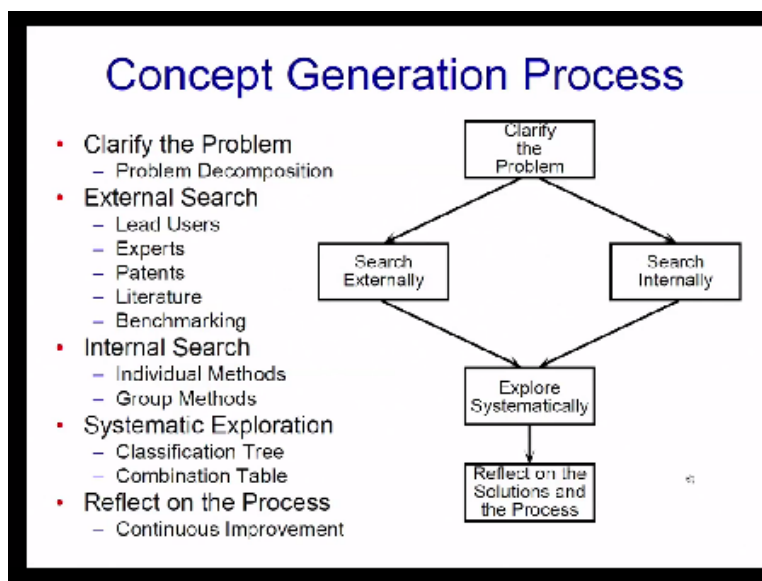 Concept Generation Process
• Clarify the Problem
– Problem Decomposition
• External Search
– Lead Users
– Experts
– Patents
– Literature
– Benchmarking
• Internal Search
– Individual Methods
– Group Methods
• Systematic Exploration
– Classification Tree
– Combination Table
• Reflect on the Process
– Continuous Improvement
Clarify
the
Problem
Search
Externally
Search
Internally
Explore
Systematically
Reflect on the
Solutions and
the Process